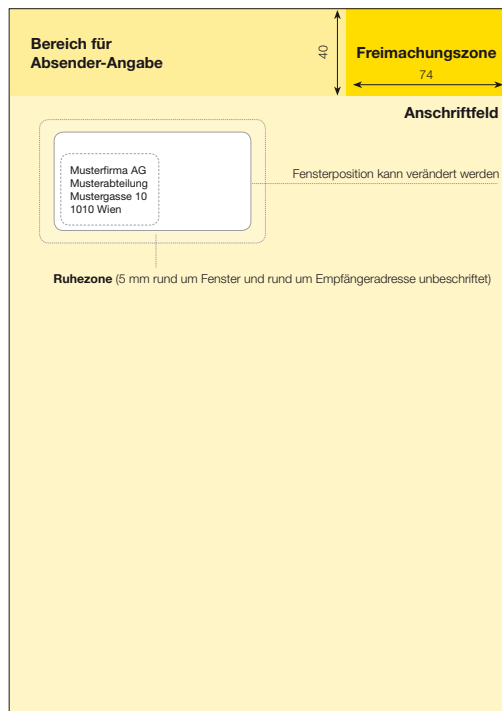 Bereich für
Absender-Angabe
40
Freimachungszone
74
Anschriftfeld
Musterfirma AG
Musterabteilung
Mustergasse 10
1010 Wien
Fensterposition kann verändert werden
Ruhezone (5 mm rund um Fenster und rund um Empfängeradresse unbeschriftet)